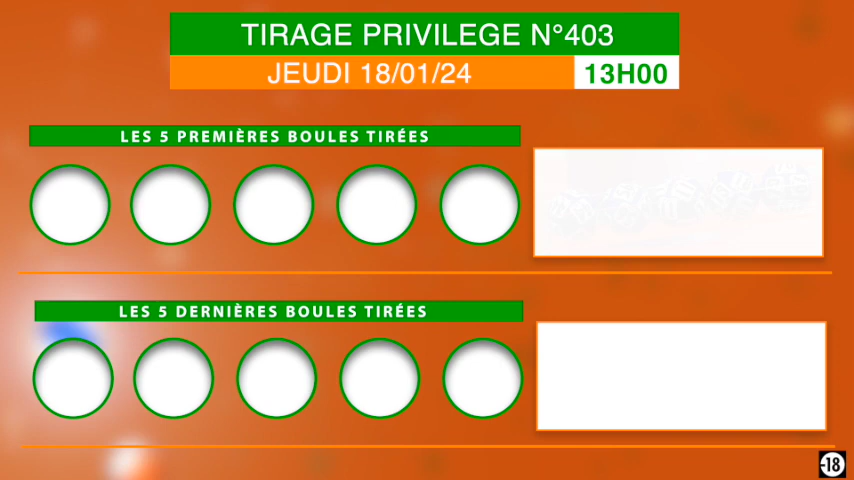 TIRAGE PRIVILEGE N°403
JEUDI 18/01/24 13H00
LES 5 PREMIÈRES BOULES TIRÉES
LES 5 DERNIÈRES BOULES TIRÉES
-18